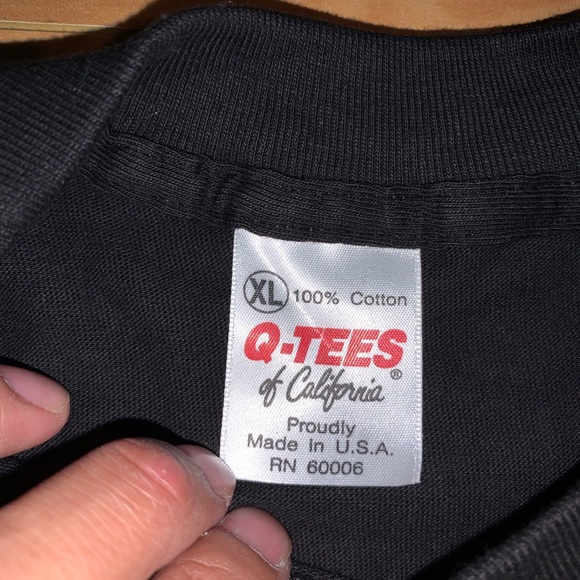 XL 100% Cotton
Q-TEES
of California®
Proudly
Made in U.S.A.
RN 60006